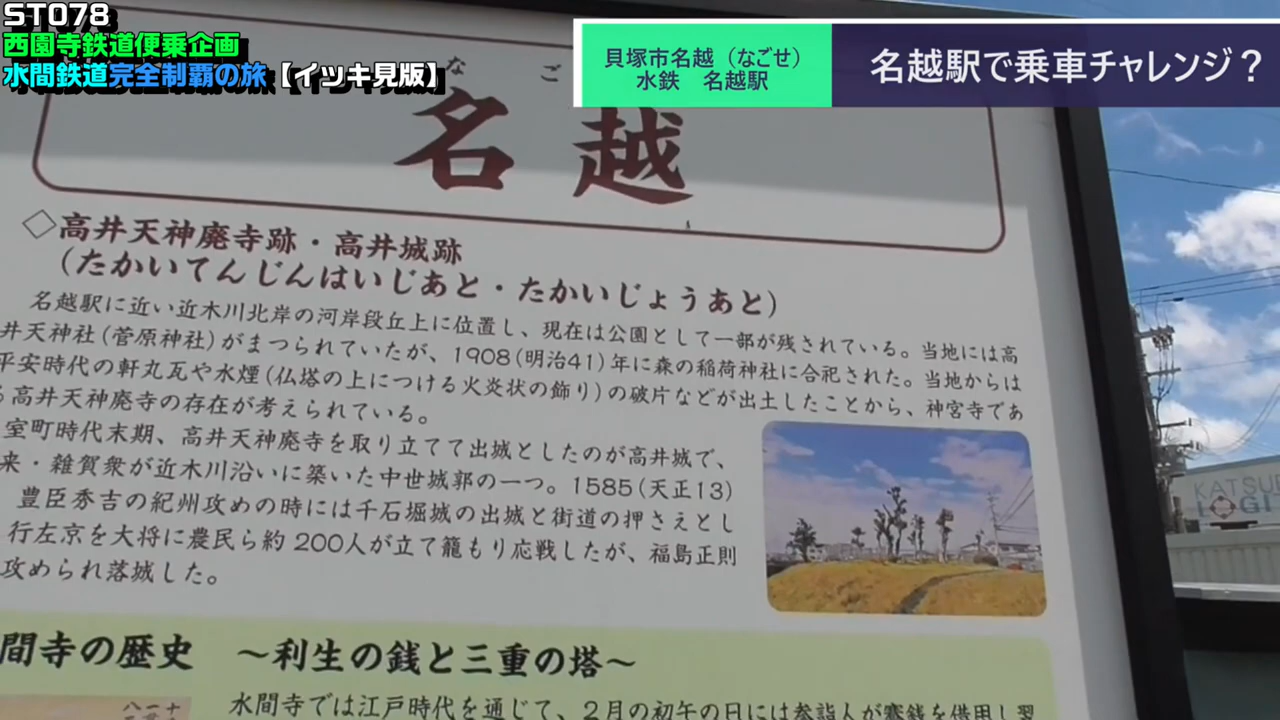 ST078
西園寺鉄道便乗企画
水間鉄道完全制覇の旅【イツキ見版】
貝塚市名越（なごせ）
水鉄　名越駅
名越駅で乗車チャレンジ？
な ご
名越
◇高井天神廃寺跡・高井城跡
（たかいてんじんはいじあと・たかいじょうあと）
名越駅に近い近木川北岸の河岸段丘上に位置し、現在は公園として一部が残されている。当地には高
井天神社（菅原神社）がまつられていたが、1908（明治41）年に森の稲荷神社に合祀された。当地からは
平安時代の軒丸瓦や水煙（仏塔の上につける火炎状の飾り）の破片などが出土したことから、神宮寺であ
る高井天神廃寺の存在が考えられている。
室町時代末期、高井天神廃寺を取り立てて出城としたのが高井城で、
来・雑賀衆が近木川沿いに築いた中世城郭の一つ。1585（天正13）
豊臣秀吉の紀州攻めの時には千石堀城の出城と街道の押さえとし
行左京を大将に農民ら約200人が立て籠もり応戦したが、福島正則
攻められ落城した。
KATSU
LOGI
間寺の歴史　～利生の銭と三重の塔～
水間寺では江戸時代を通じて、2月の初午の日には参詣人が賽銭を借用し翌